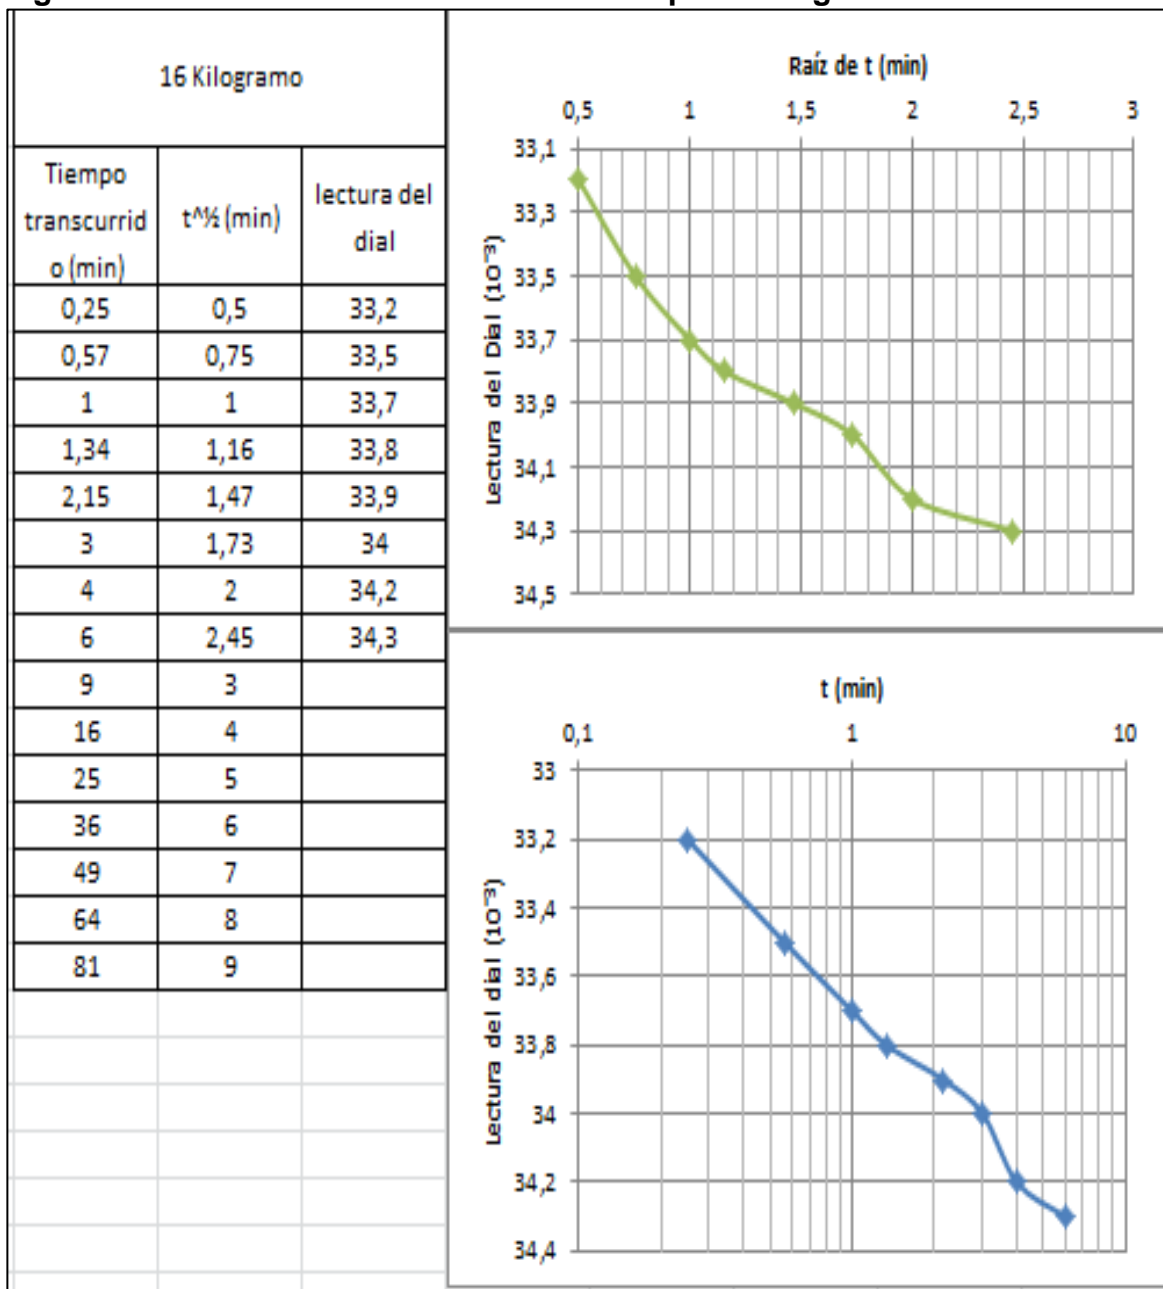 16 Kilogramo
Tiempo
transcurrid
o (min)
t^½ (min)
lectura del
dial
0,25 0,5 33,2
0,57 0,75 33,5
1 1 33,7
1,34 1,16 33,8
2,15 1,47 33,9
3 1,73 34
4 2 34,2
6 2,45 34,3
9 3
16 4
25 5
36 6
49 7
64 8
81 9
Raíz de t (min)
0,5 1 1,5 2 2,5 3
Lectura del Dial (10⁻³)
33,1
33,3
33,5
33,7
33,9
34,1
34,3
34,5
t (min)
0,1 1 10
Lectura del dial (10⁻³)
33
33,2
33,4
33,6
33,8
34
34,2
34,4